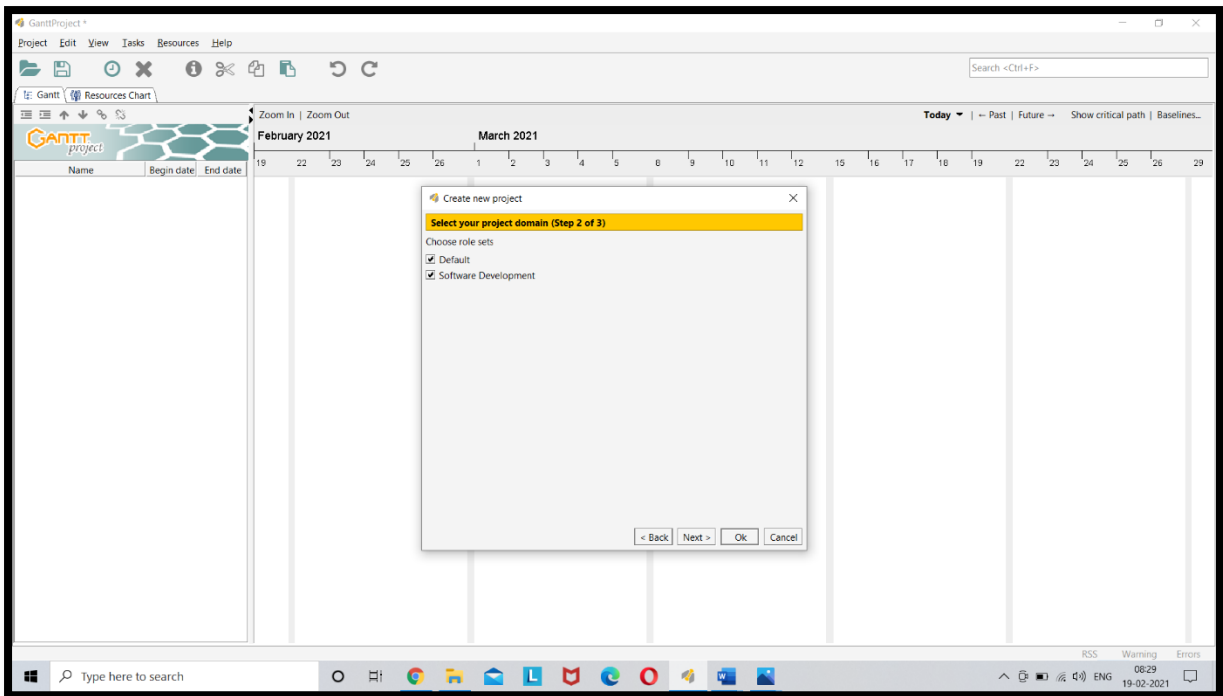 GanttProject *
Project Edit View Tasks Resources Help
Search <Ctrl+F>
Gantt Resources Chart
Zoom In | Zoom Out Today | ← Past | Future → Show critical path | Baselines...
GANTT project
February 2021 March 2021
19 22 23 24 25 26 1 2 3 4 5 8 9 10 11 12 15 16 17 18 19 22 23 24 25 26 29
Name Begin date End date
Create new project
Select your project domain (Step 2 of 3)
Choose role sets
Default
Software Development
< Back Next > Ok Cancel
RSS Warning Errors
Type here to search
L
W
ENG
08:29
19-02-2021